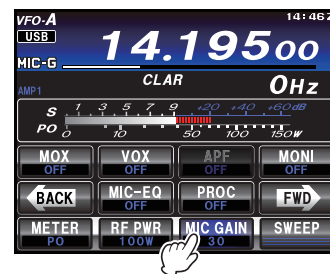 VFO-A 14:46
USB 14.19500
MIC-G
CLAR 0Hz
AMP1
S 1 3 5 7 9 +20 +40 +60dB
PO 0 10 50 100 150W
MOX VOX APF MONI
OFF OFF OFF OFF
BACK MIC-EQ PROC FWD
OFF OFF
METER RF PWR MIC GAIN SWEEP
PO 100W 30